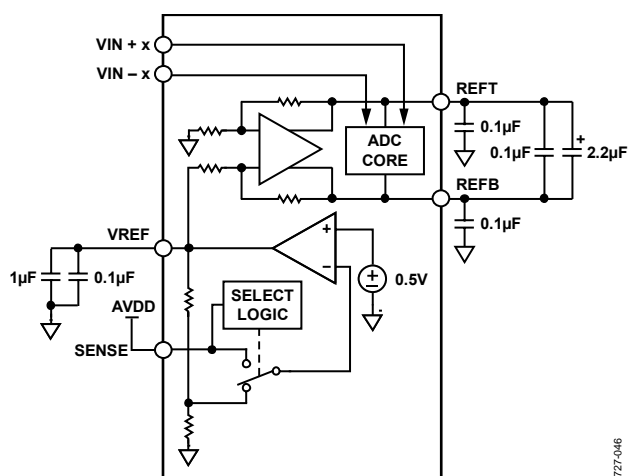 VIN + x
VIN – x
REFT
0.1µF
0.1µF
+
2.2µF
ADC
CORE
REFB
0.1µF
VREF
+
–
+
–
0.5V
1µF
0.1µF
SELECT
LOGIC
AVDD
SENSE
727-046